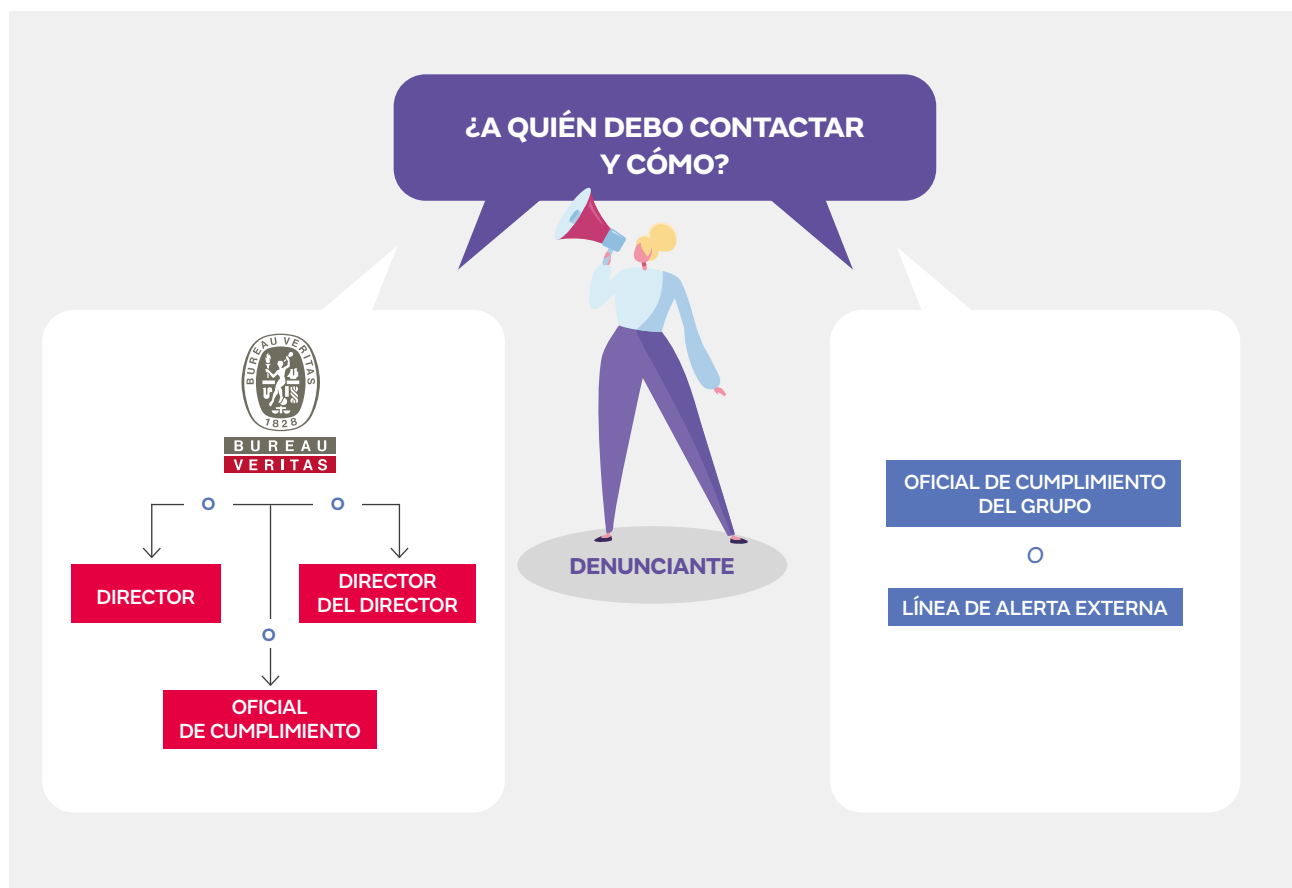 ¿A QUIÉN DEBO CONTACTAR
Y CÓMO?
BUREAU VERITAS
1828
BUREAU
VERITAS
O
O
DIRECTOR
DIRECTOR
DEL DIRECTOR
O
OFICIAL
DE CUMPLIMIENTO
DENUNCIANTE
OFICIAL DE CUMPLIMIENTO
DEL GRUPO
O
LÍNEA DE ALERTA EXTERNA